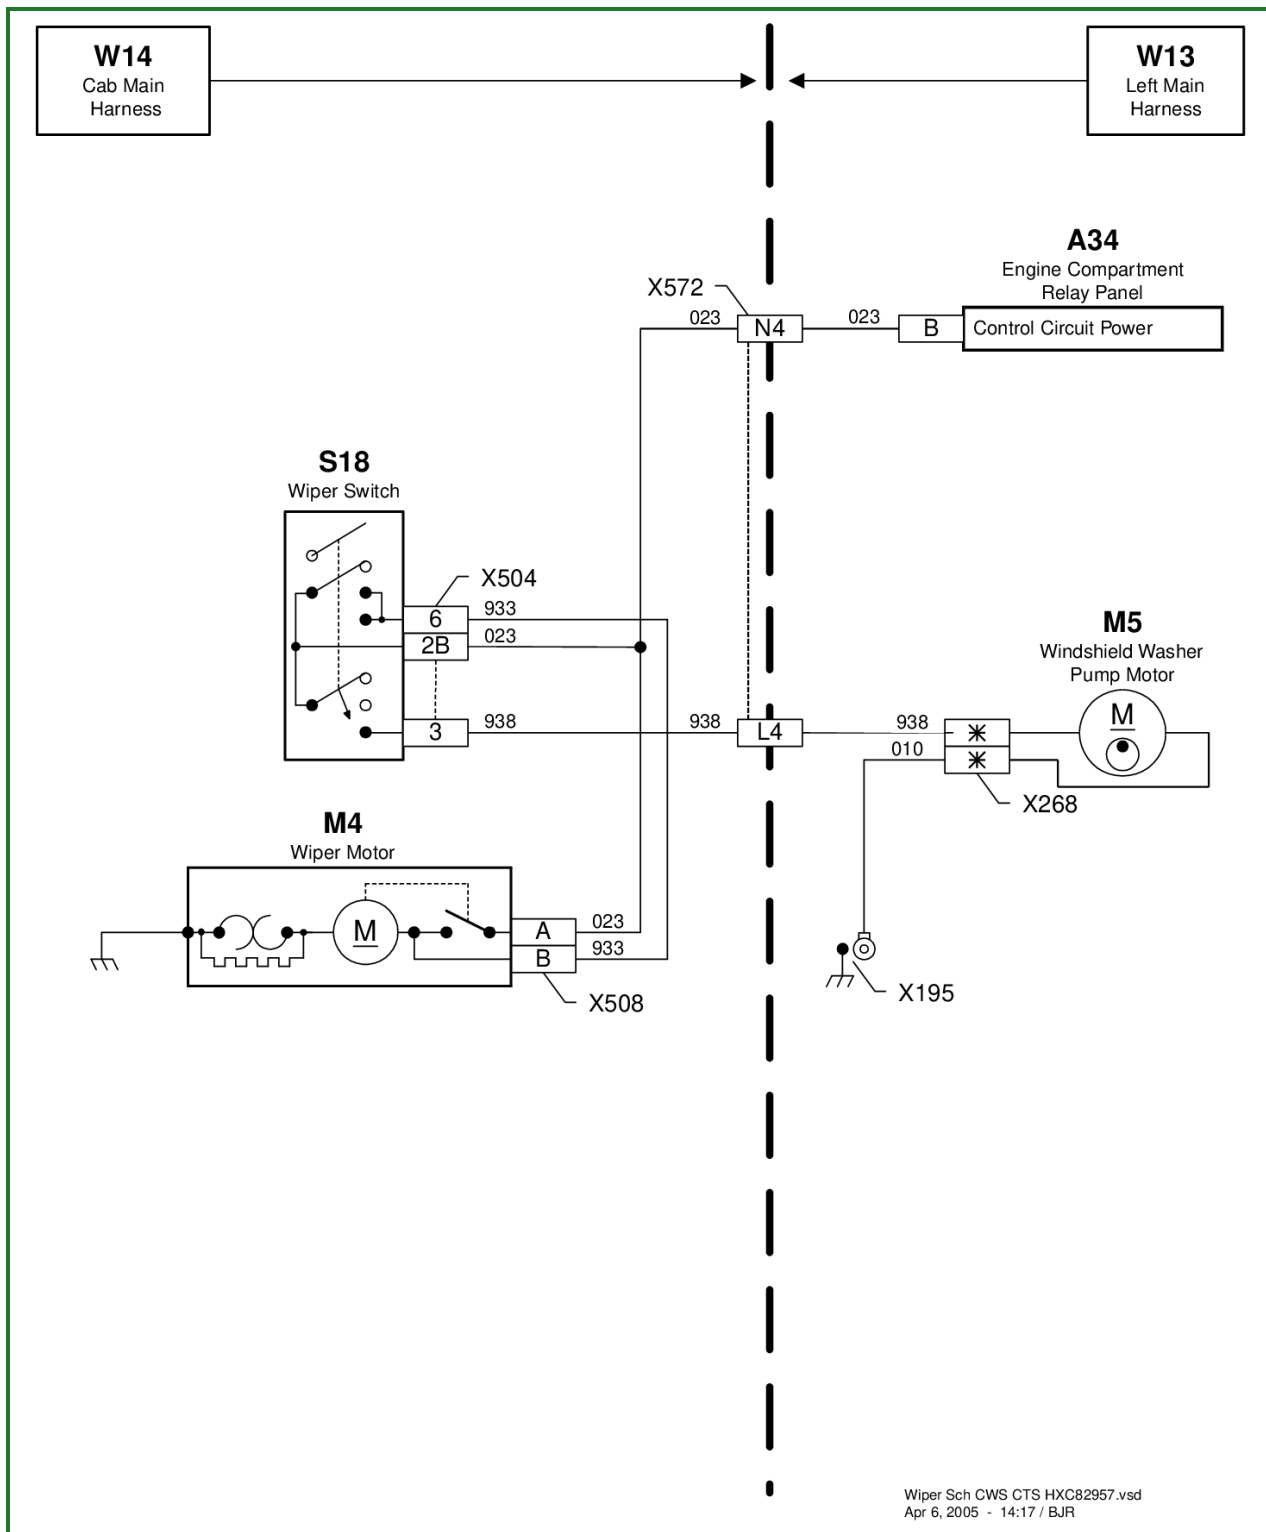 W14
Cab Main
Harness
W13
Left Main
Harness
A34
Engine Compartment
Relay Panel
X572
023
N4
023
B
Control Circuit Power
S18
Wiper Switch
X504
6
933
2B
023
3
938
938
L4
938
010
M5
Windshield Washer
Pump Motor
M
X268
M4
Wiper Motor
M
A
023
B
933
X508
X195
Wiper Sch CWS CTS HXC82957.vsd
Apr 6, 2005 - 14:17 / BJR